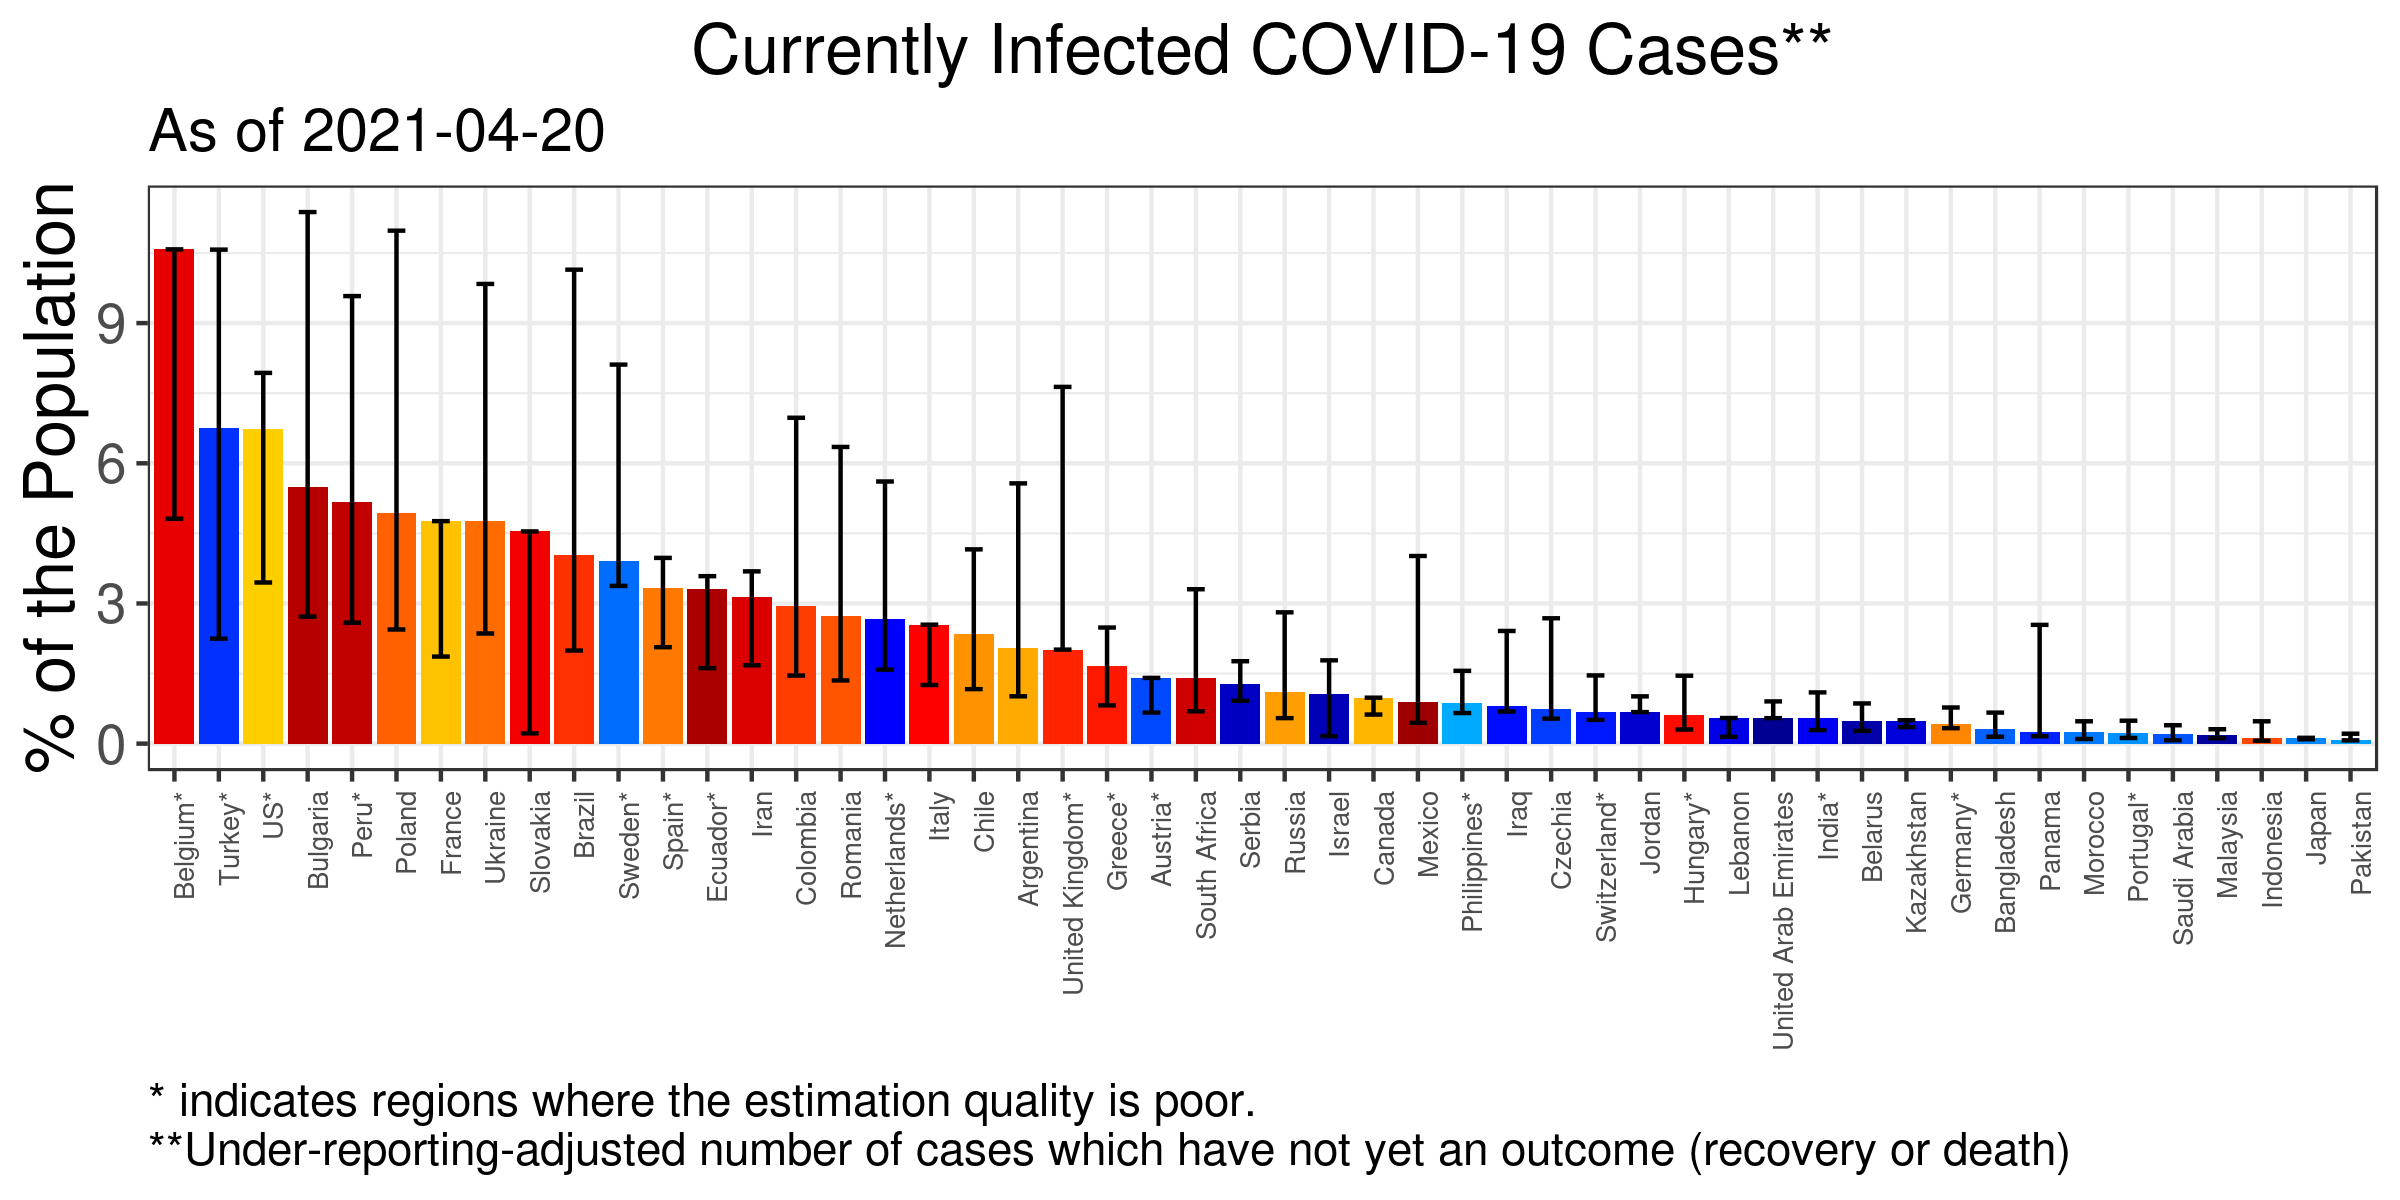 Currently Infected COVID-19 Cases**
As of 2021-04-20
% of the Population
9
6
3
0
Belgium*
Turkey*
US*
Bulgaria
Peru*
Poland
France
Ukraine
Slovakia
Brazil
Sweden*
Spain*
Ecuador*
Iran
Colombia
Romania
Netherlands*
Italy
Chile
Argentina
United Kingdom*
Greece*
Austria*
South Africa
Serbia
Russia
Israel
Canada
Mexico
Philippines*
Iraq
Czechia
Switzerland*
Jordan
Hungary*
Lebanon
United Arab Emirates
India*
Belarus
Kazakhstan
Germany*
Bangladesh
Panama
Morocco
Portugal*
Saudi Arabia
Malaysia
Indonesia
Japan
Pakistan
* indicates regions where the estimation quality is poor.
**Under-reporting-adjusted number of cases which have not yet an outcome (recovery or death)